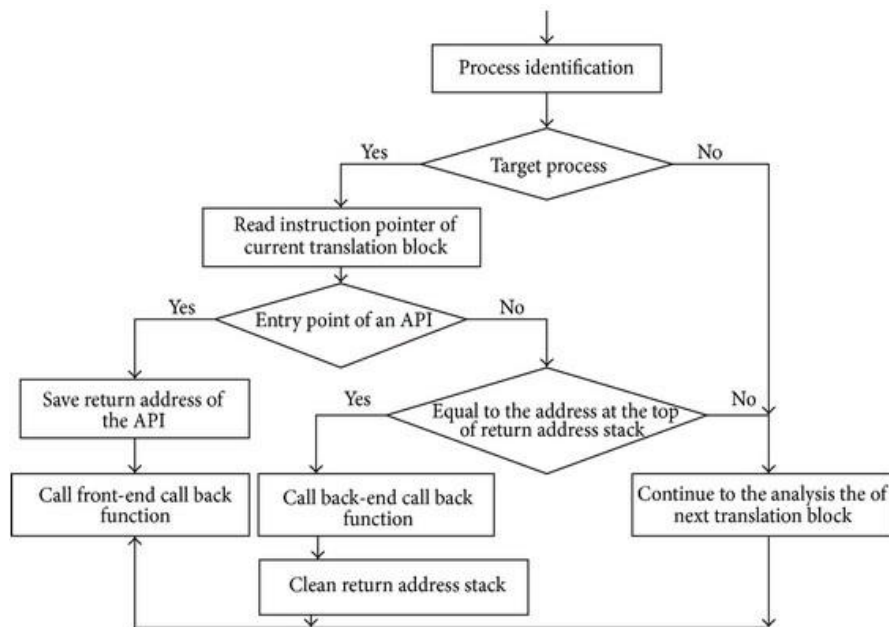 Process identification
Yes
Target process
No
Read instruction pointer of
current translation block
Yes
Entry point of an API
No
Save return address of
the API
Yes
Equal to the address at the top
of return address stack
No
Call front-end call back
function
Call back-end call back
function
Continue to the analysis the of
next translation block
Clean return address stack